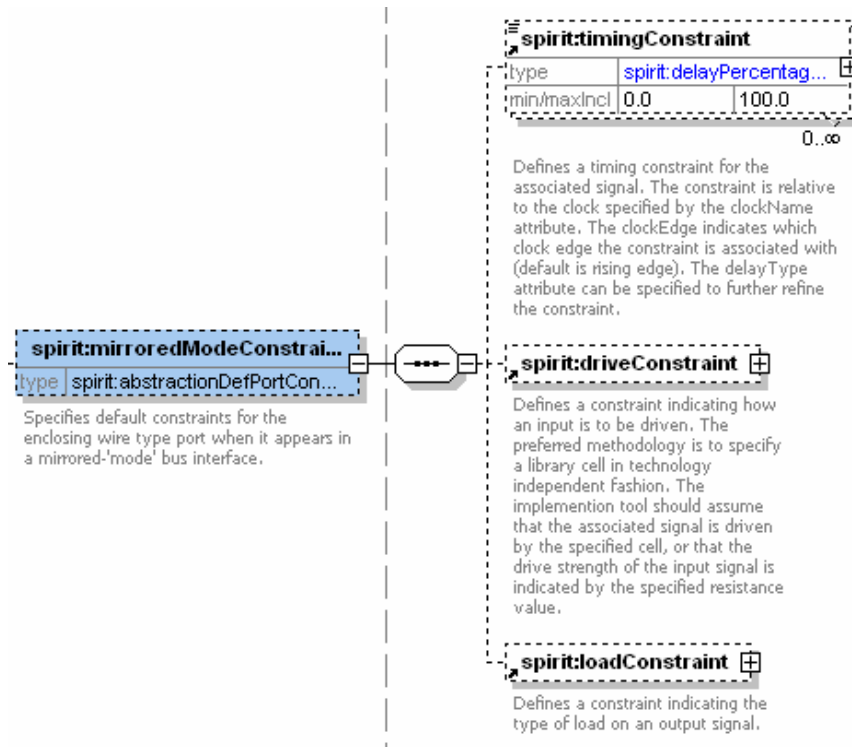 spirit:timingConstraint
type spirit:delayPercentag...
min/maxIncl 0.0 100.0
0..∞
Defines a timing constraint for the
associated signal. The constraint is relative
to the clock specified by the clockName
attribute. The clockEdge indicates which
clock edge the constraint is associated with
(default is rising edge). The delayType
attribute can be specified to further refine
the constraint.
spirit:mirroredModeConstrai...
type spirit:abstractionDefPortCon...
Specifies default constraints for the
enclosing wire type port when it appears in
a mirrored-'mode' bus interface.
spirit:driveConstraint
Defines a constraint indicating how
an input is to be driven. The
preferred methodology is to specify
a library cell in technology
independent fashion. The
implemention tool should assume
that the associated signal is driven
by the specified cell, or that the
drive strength of the input signal is
indicated by the specified resistance
value.
spirit:loadConstraint
Defines a constraint indicating the
type of load on an output signal.